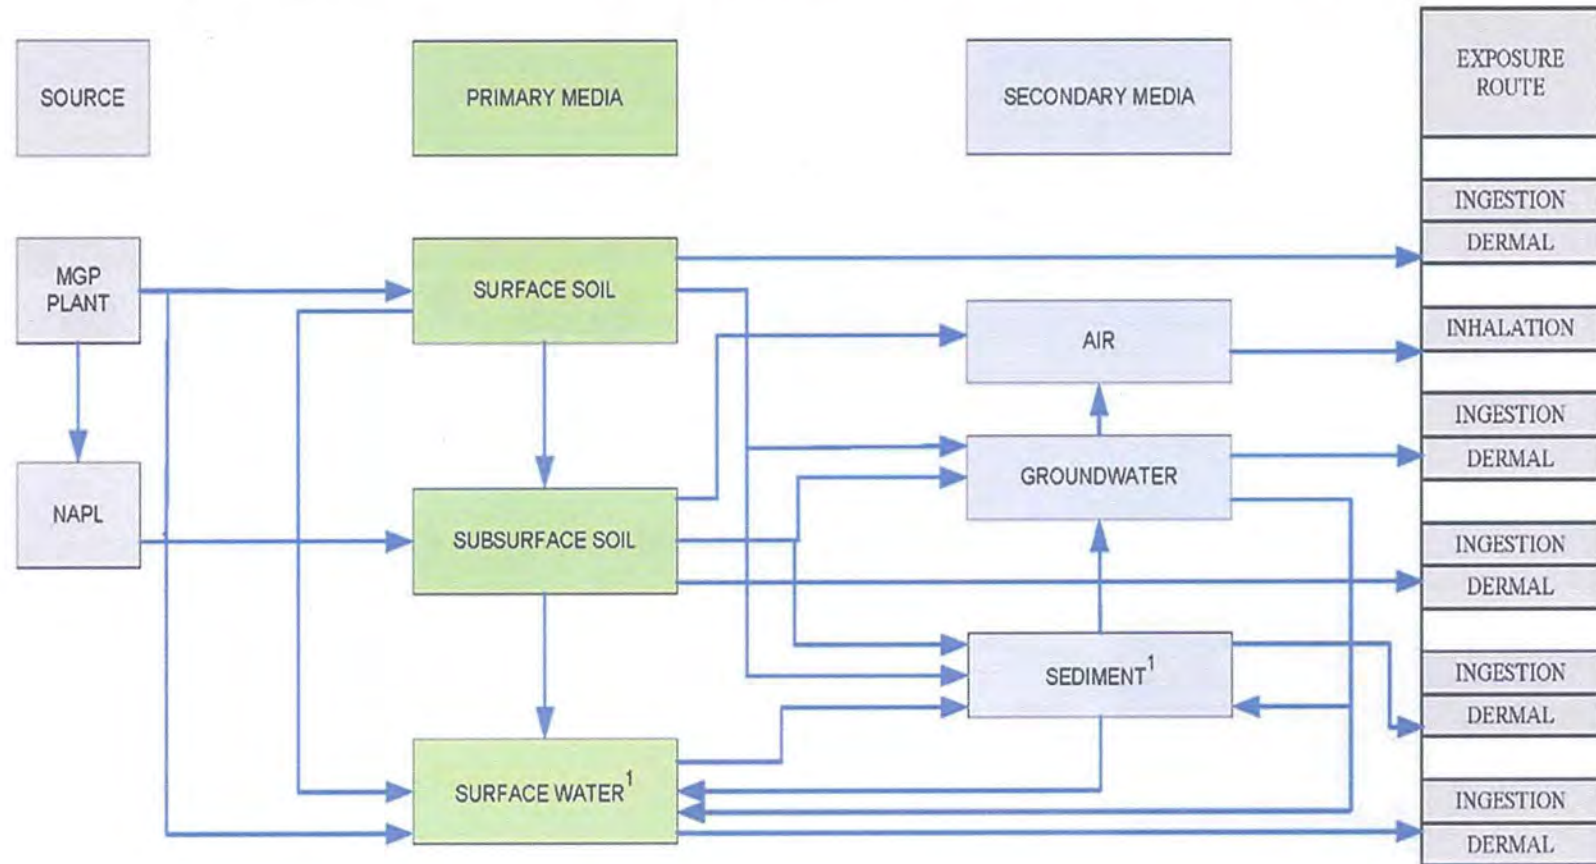 SOURCE
PRIMARY MEDIA
SECONDARY MEDIA
EXPOSURE
ROUTE
INGESTION
DERMAL
MGP
PLANT
SURFACE SOIL
AIR
INHALATION
INGESTION
DERMAL
GROUNDWATER
NAPL
SUBSURFACE SOIL
INGESTION
DERMAL
SEDIMENT1
INGESTION
DERMAL
SURFACE WATER1
INGESTION
DERMAL